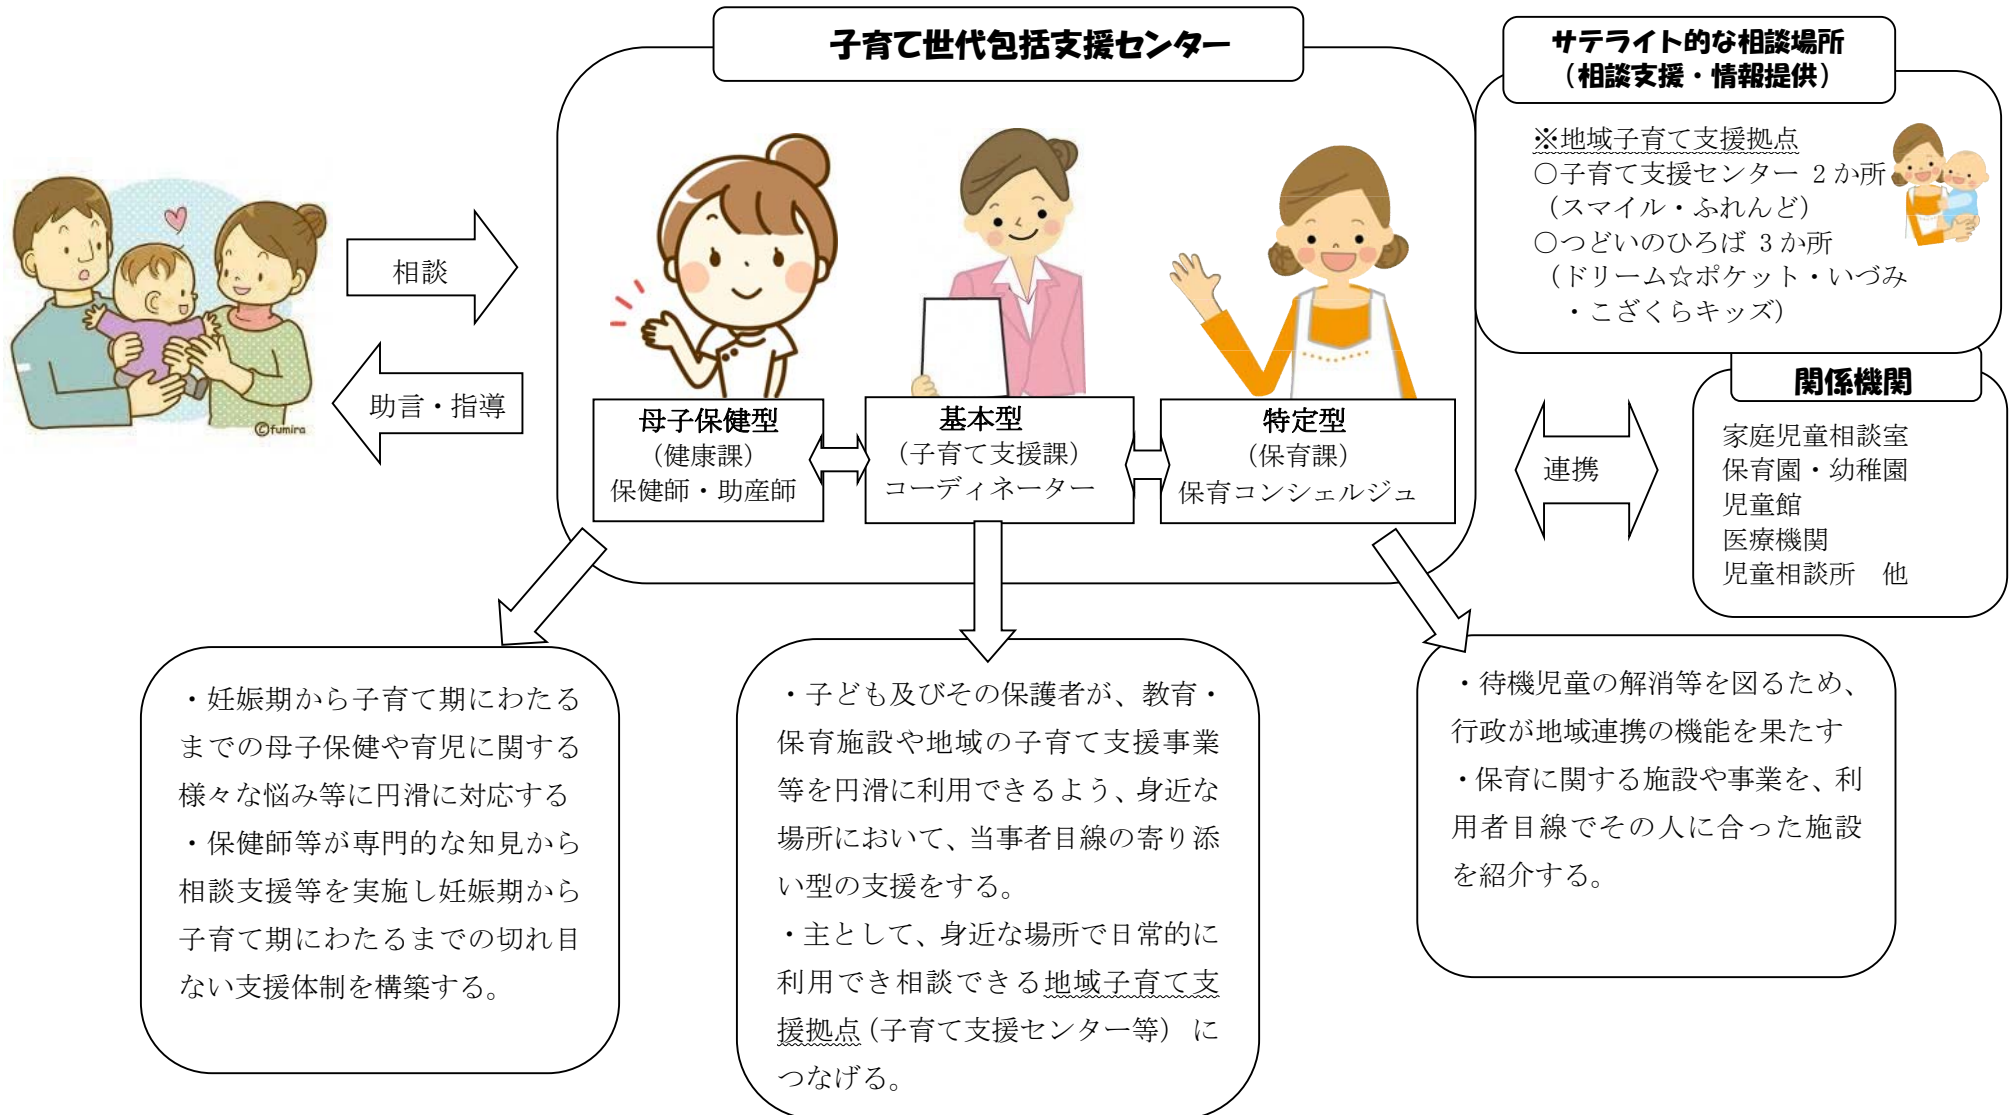 子育て世代包括支援センター
サテライト的な相談場所
（相談支援・情報提供）
※地域子育て支援拠点
○子育て支援センター 2か所
（スマイル・ふれんど）
○つどいのひろば 3か所
（ドリーム☆ポケット・いづみ
・こざくらキッズ）
相談
助言・指導
©fumira
母子保健型
（健康課）
保健師・助産師
基本型
（子育て支援課）
コーディネーター
特定型
（保育課）
保育コンシェルジュ
連携
関係機関
家庭児童相談室
保育園・幼稚園
児童館
医療機関
児童相談所　他
・妊娠期から子育て期にわたる
までの母子保健や育児に関する
様々な悩み等に円滑に対応する
・保健師等が専門的な知見から
相談支援等を実施し妊娠期から
子育て期にわたるまでの切れ目
ない支援体制を構築する。
・子ども及びその保護者が、教育・
保育施設や地域の子育て支援事業
等を円滑に利用できるよう、身近な
場所において、当事者目線の寄り添
い型の支援をする。
・主として、身近な場所で日常的に
利用でき相談できる地域子育て支
援拠点（子育て支援センター等） に
つなげる。
・待機児童の解消等を図るため、
行政が地域連携の機能を果たす
・保育に関する施設や事業を、利
用者目線でその人に合った施設
を紹介する。